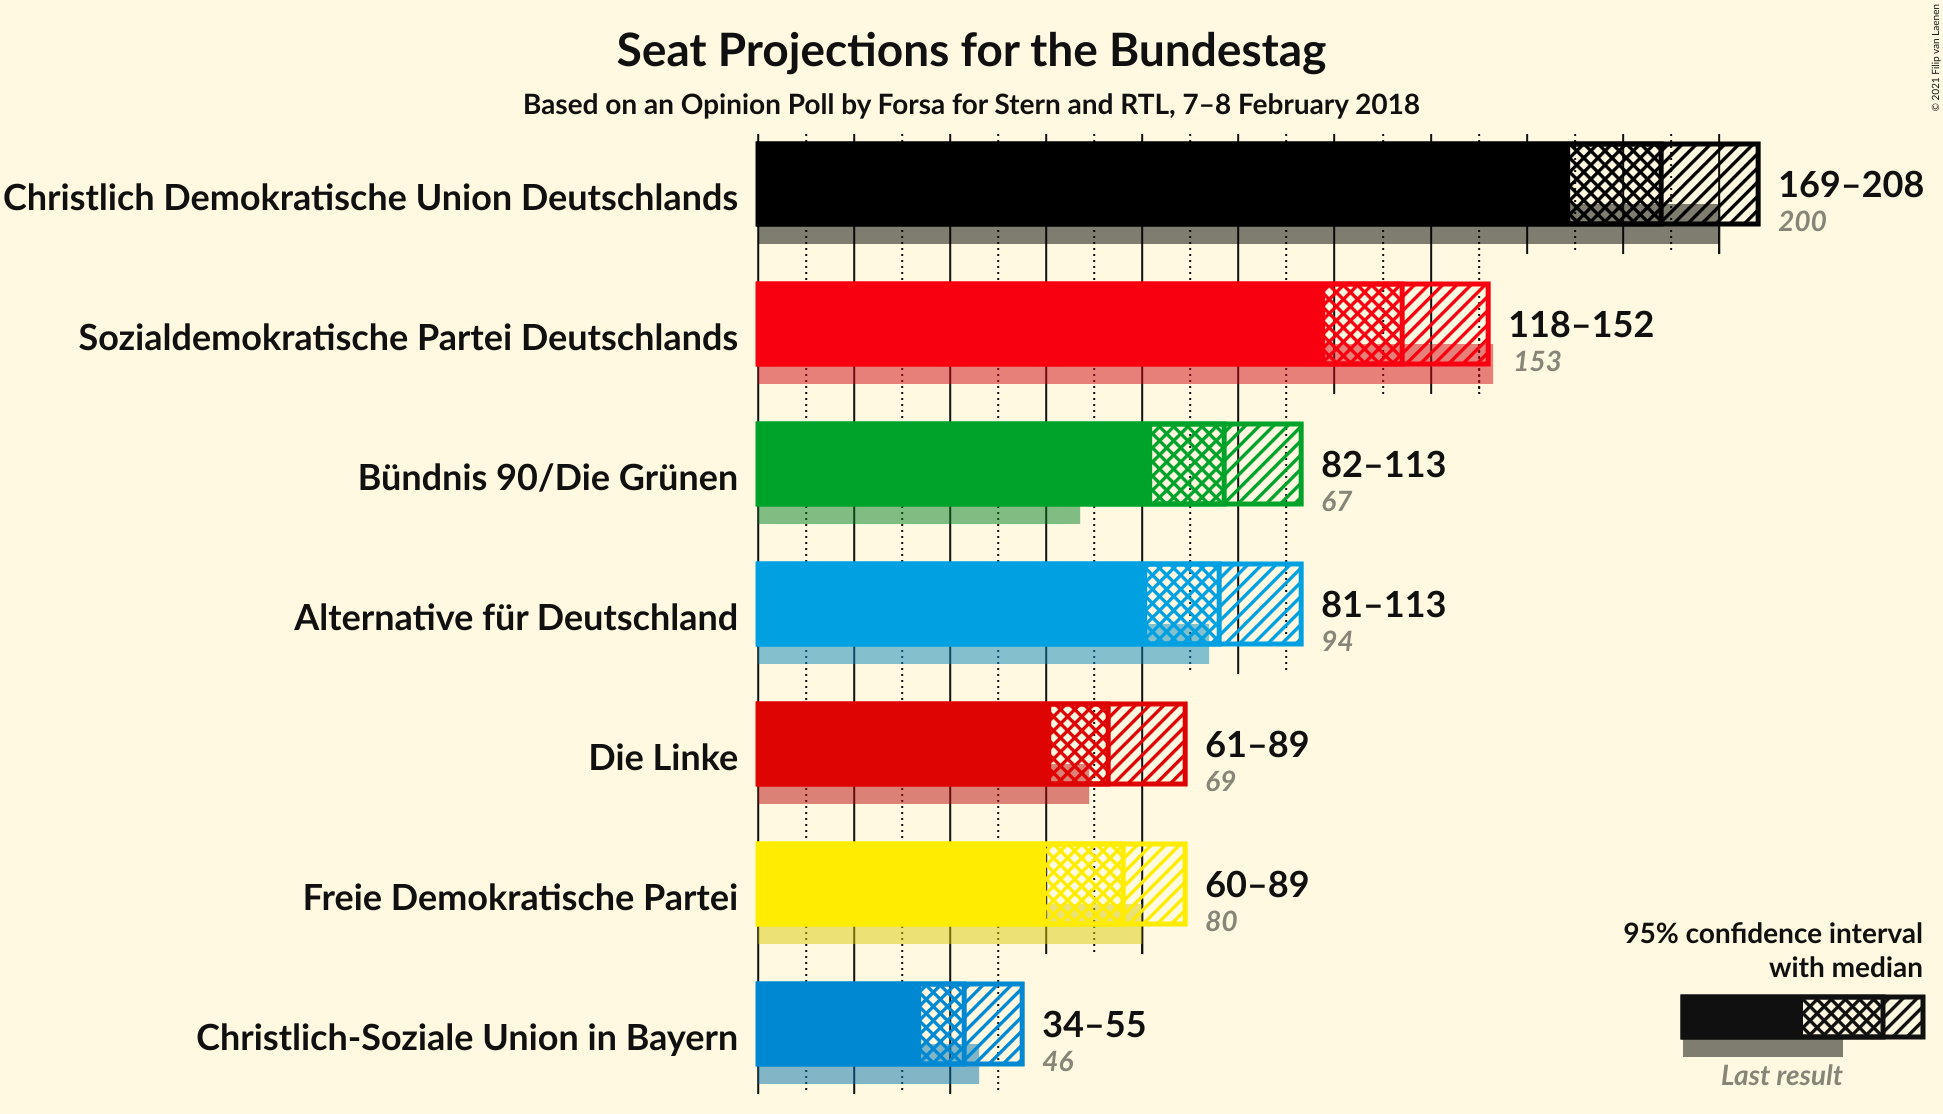 Seat Projections for the Bundestag
Based on an Opinion Poll by Forsa for Stern and RTL, 7–8 February 2018
© 2021 Filip van Laenen
Christlich Demokratische Union Deutschlands
169–208
200
Sozialdemokratische Partei Deutschlands
118–152
153
Bündnis 90/Die Grünen
82–113
67
Alternative für Deutschland
81–113
94
Die Linke
61–89
69
Freie Demokratische Partei
60–89
80
Christlich-Soziale Union in Bayern
34–55
46
95% confidence interval
with median
Last result